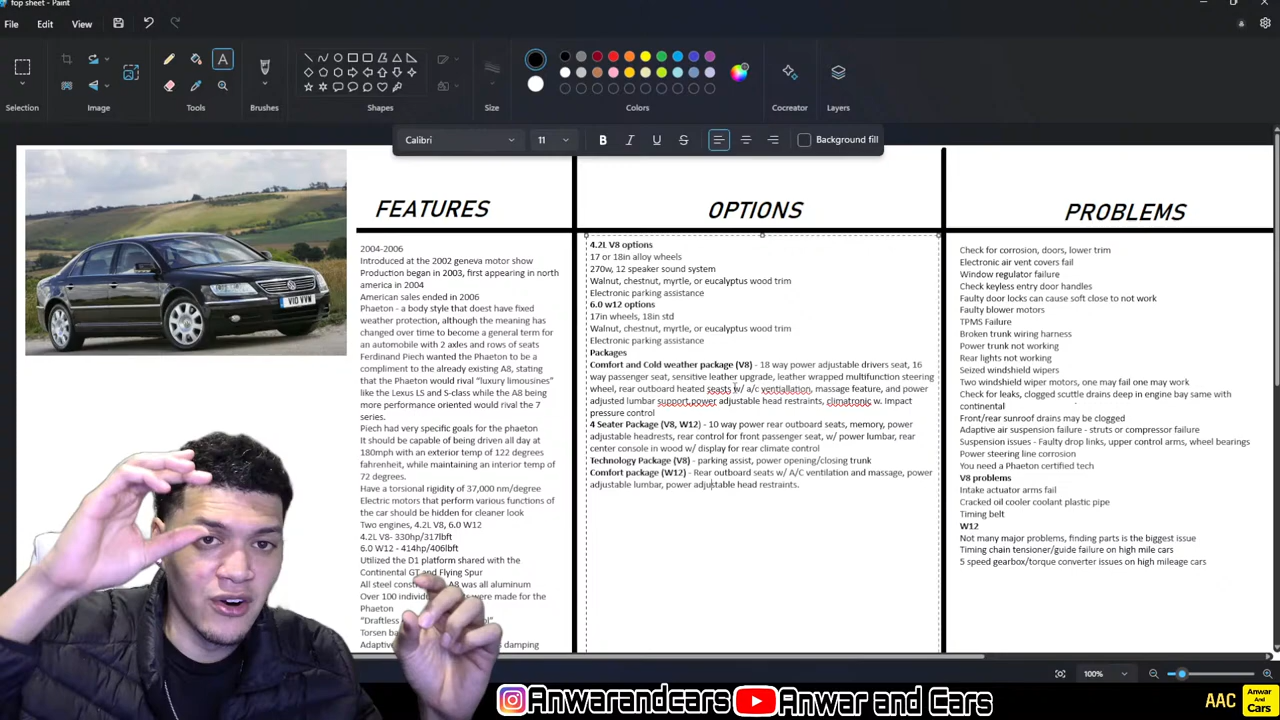 fop sheet - Paint
File
Edit
View
Selection
Image
Tools
Brushes
Shapes
Size
Colors
Cocreator
Layers
Calibri
11
B
I
U
S
Background fill
V10 VVW
FEATURES
2004-2006
Introduced at the 2002 geneva motor show
Production began in 2003, first appearing in north
america in 2004
American sales ended in 2006
Phaeton - a body style that doest have fixed
weather protection, although the meaning has
changed over time to become a general term for
an automobile with 2 axles and rows of seats
Ferdinand Piech wanted the Phaeton to be a
compliment to the already existing A8, stating
that the Phaeton would rival "luxury limousines"
like the Lexus LS and S-class while the A8 being
more performance oriented would rival the 7
series.
Piech had very specific goals for the phaeton
It should be capable of being driven all day at
180mph with an exterior temp of 122 degrees
fahrenheit, while maintaining an interior temp of
72 degrees.
Have a torsional rigidity of 37,000 nm/degree
Electric motors that perform various functions of
the car should be hidden for cleaner look
Two engines, 4.2L V8, 6.0 W12
4.2L V8- 330hp/317lbft
6.0 W12 - 414hp/406lbft
Utilized the D1 platform shared with the
Continental GT and Flying Spur
All steel A8 was all aluminum
Over 100 were made for the
Phaeton
"Draftless
Torsen
damping
OPTIONS
4.2L V8 options
17 or 18in alloy wheels
270w, 12 speaker sound system
Walnut, chestnut, myrtle, or eucalyptus wood trim
Electronic parking assistance
6.0 w12 options
17in wheels, 18in std
Walnut, chestnut, myrtle, or eucalyptus wood trim
Electronic parking assistance
Packages
Comfort and Cold weather package (V8) - 18 way power adjustable drivers seat, 16
way passenger seat, sensitive leather upgrade, leather wrapped multifunction steering
wheel, rear outboard heated seasts w/ a/c ventiallation, massage feature, and power
adjusted lumbar support,power adjustable head restraints, climatronic w. Impact
pressure control
4 Seater Package (V8, W12) - 10 way power rear outboard seats, memory, power
adjustable headrests, rear control for front passenger seat, w/ power lumbar, rear
center console in wood w/ display for rear climate control
Technology Package (V8) - parking assist, power opening/closing trunk
Comfort package (W12) - Rear outboard seats w/ A/C ventilation and massage, power
adjustable lumbar, power adjustable head restraints.
PROBLEMS
Check for corrosion, doors, lower trim
Electronic air vent covers fail
Window regulator failure
Check keyless entry door handles
Faulty door locks can cause soft close to not work
Faulty blower motors
TPMS Failure
Broken trunk wiring harness
Power trunk not working
Rear lights not working
Seized windshield wipers
Two windshield wiper motors, one may fail one may work
Check for leaks, clogged scuttle drains deep in engine bay same with
continental
Front/rear sunroof drains may be clogged
Adaptive air suspension failure - struts or compressor failure
Suspension issues - Faulty drop links, upper control arms, wheel bearings
Power steering line corrosion
You need a Phaeton certified tech
V8 problems
Intake actuator arms fail
Cracked oil cooler coolant plastic pipe
Timing belt
W12
Not many major problems, finding parts is the biggest issue
Timing chain tensioner/guide failure on high mile cars
5 speed gearbox/torque converter issues on high mileage cars
100%
@Anwarandcars
Anwar and Cars
AAC
Anwar
And
Cars